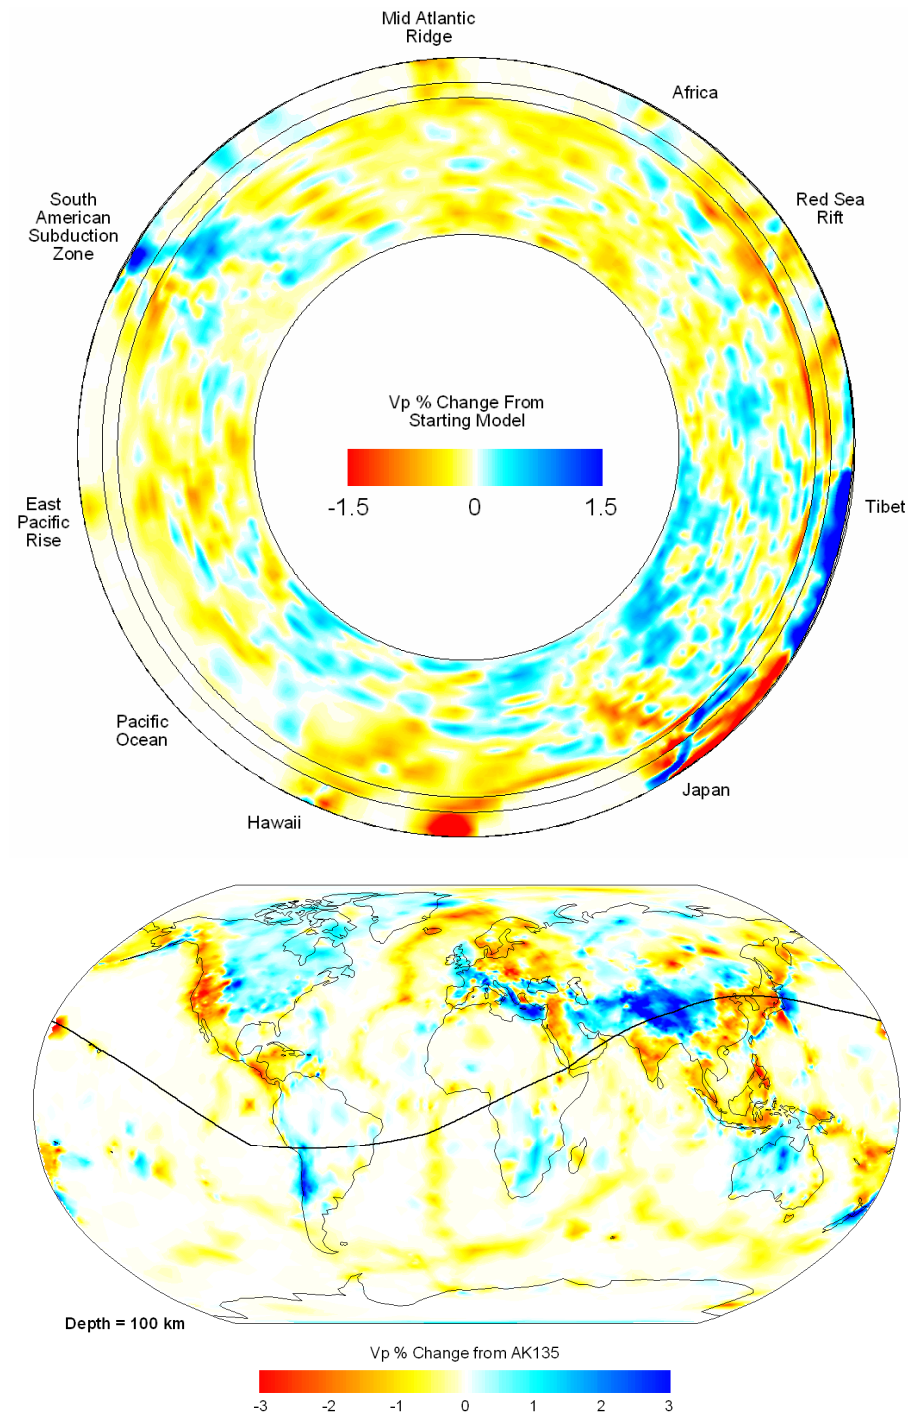 Mid Atlantic
Ridge
Africa
South
American
Subduction
Zone
Red Sea
Rift
Vp % Change From
Starting Model
-1.5 0 1.5
East
Pacific
Rise
Tibet
Pacific
Ocean
Japan
Hawaii
Depth = 100 km
Vp % Change from AK135
-3 -2 -1 0 1 2 3